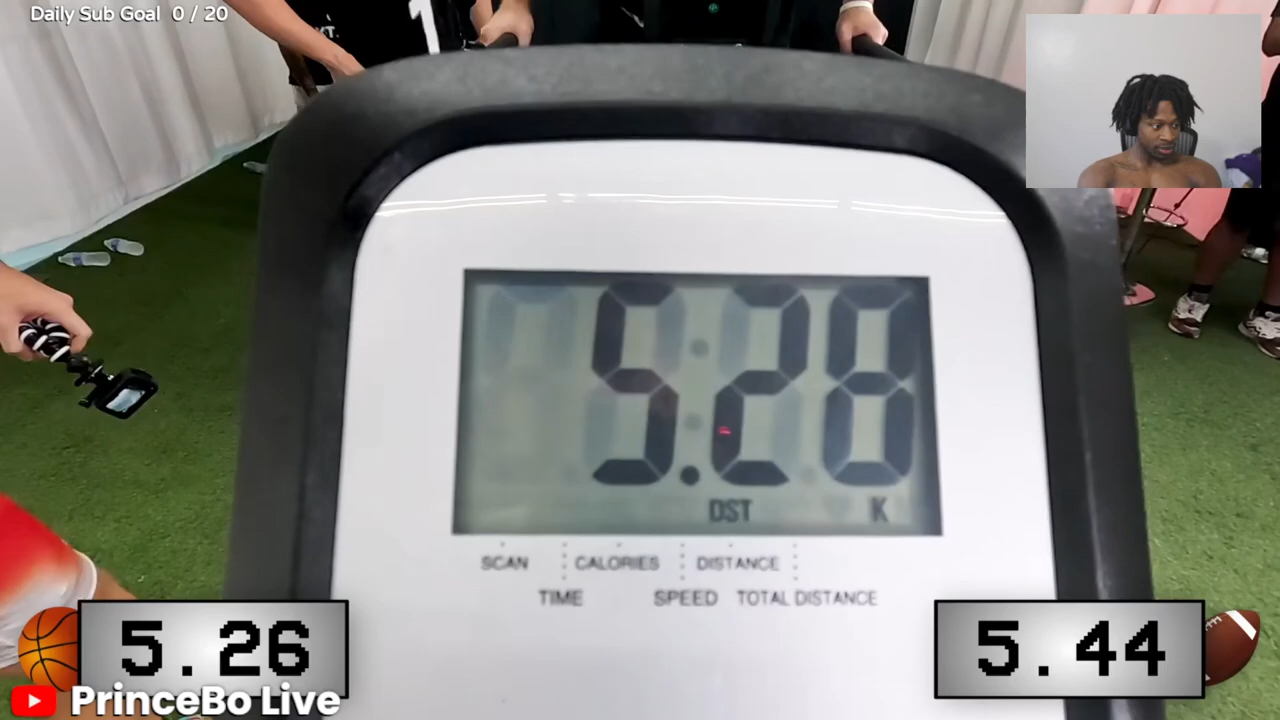 Daily Sub Goal 0 / 20
1
5.28
DST K
SCAN CALORIES DISTANCE
TIME SPEED TOTAL DISTANCE
5.26
5.44
PrinceBo Live